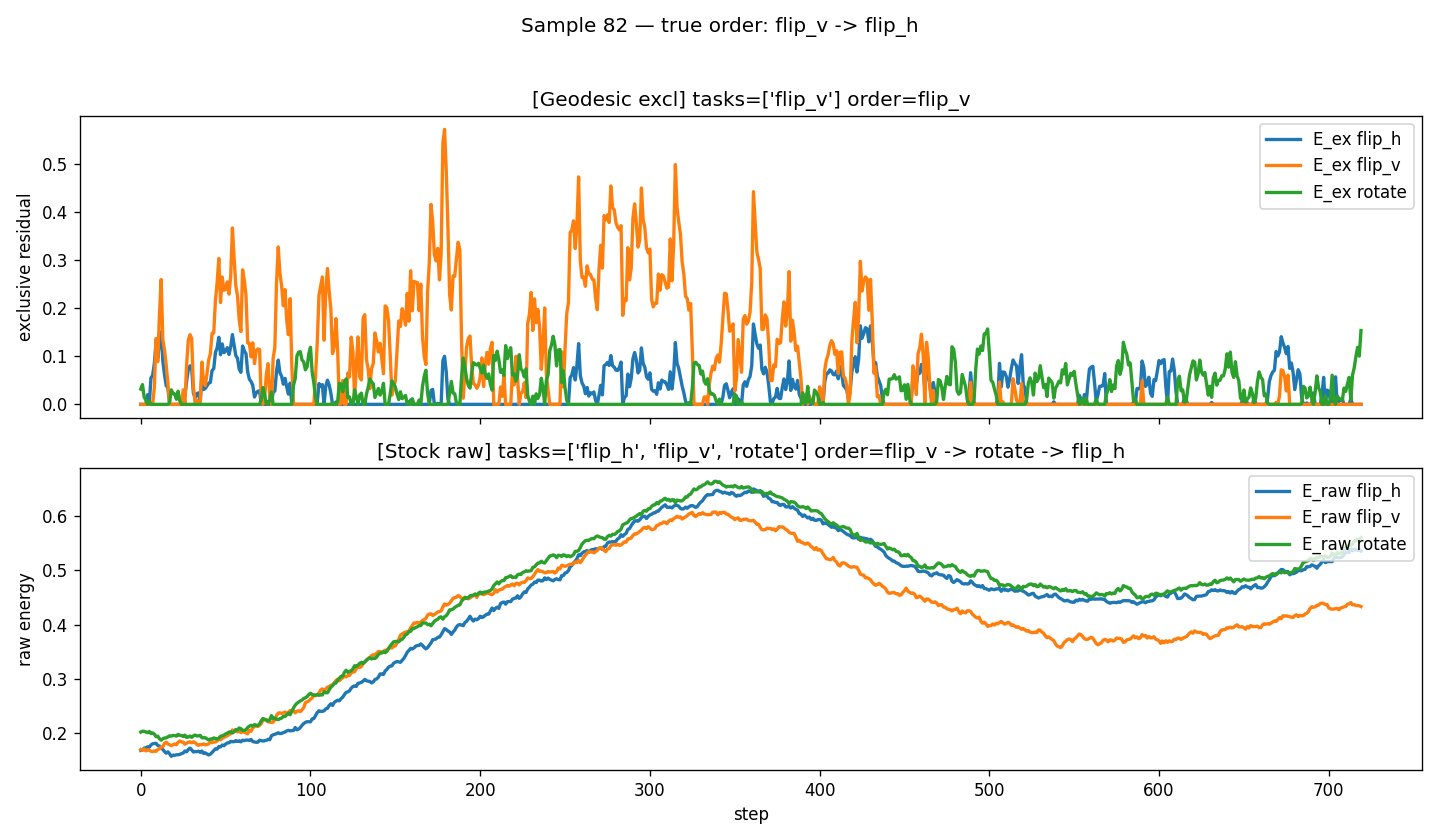 Sample 82 — true order: flip_v -> flip_h
[Geodesic excl] tasks=['flip_v'] order=flip_v
exclusive residual
0.5
0.4
0.3
0.2
0.1
0.0
E_ex flip_h
E_ex flip_v
E_ex rotate
[Stock raw] tasks=['flip_h', 'flip_v', 'rotate'] order=flip_v -> rotate -> flip_h
raw energy
0.6
0.5
0.4
0.3
0.2
E_raw flip_h
E_raw flip_v
E_raw rotate
0 100 200 300 400 500 600 700
step